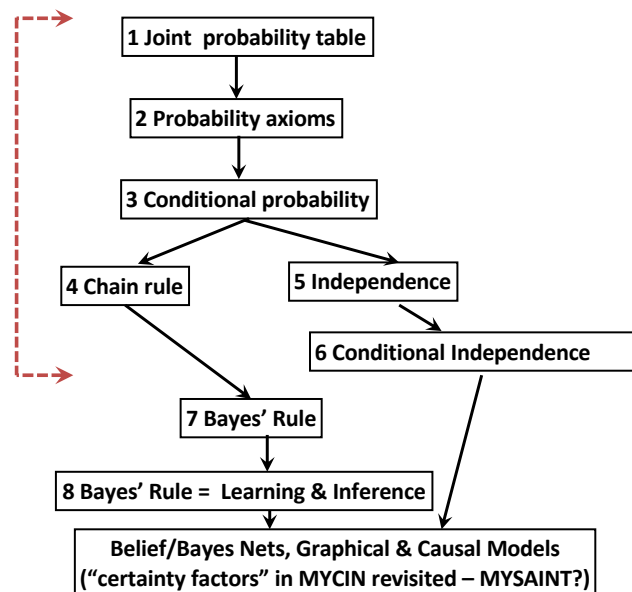 1 Joint probability table
2 Probability axioms
3 Conditional probability
4 Chain rule
5 Independence
6 Conditional Independence
7 Bayes' Rule
8 Bayes' Rule = Learning & Inference
Belief/Bayes Nets, Graphical & Causal Models
(“certainty factors” in MYCIN revisited – MYSAINT?)